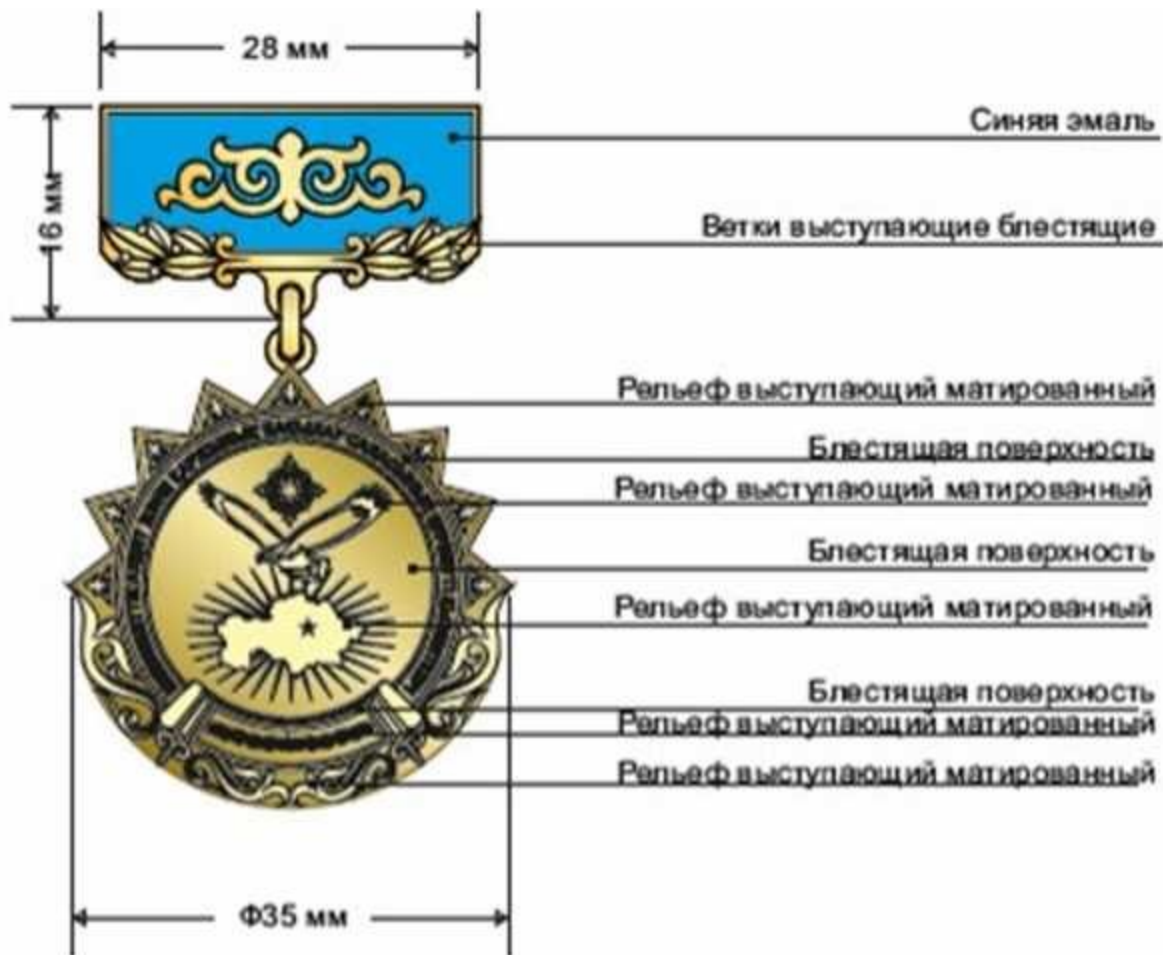 28 мм
Синяя эмаль
16 мм
Ветки выступающие блестящие
Рельеф выступающий матированный
Блестящая поверхность
Рельеф выступающий матированный
Блестящая поверхность
Рельеф выступающий матированный
Блестящая поверхность
Рельеф выступающий матированный
Рельеф выступающий матированный
Ф35 мм